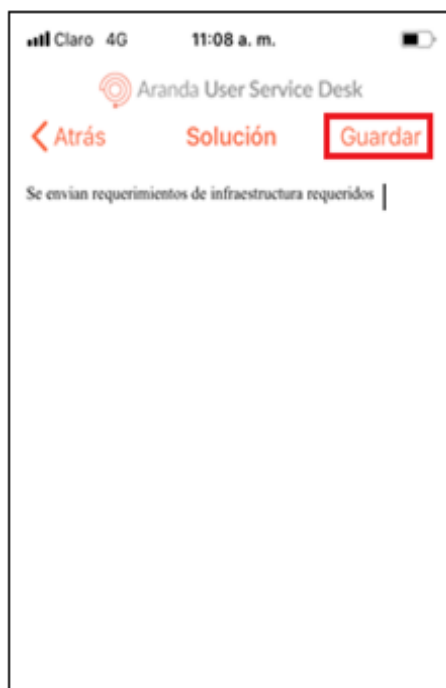 Claro 4G 11:08 a. m.
Aranda User Service Desk
Atrás Solución Guardar
Se envian requerimientos de infraestructura requeridos